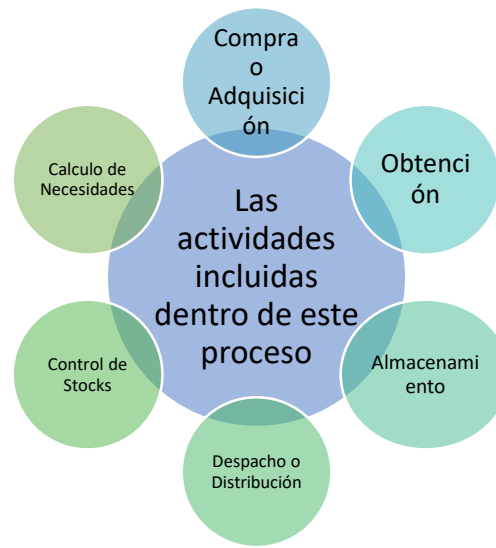 Compra
o
Adquisici
ón
Obtenci
ón
Almacenami
ento
Despacho o
Distribución
Control de
Stocks
Calculo de
Necesidades
Las
actividades
incluidas
dentro de este
proceso